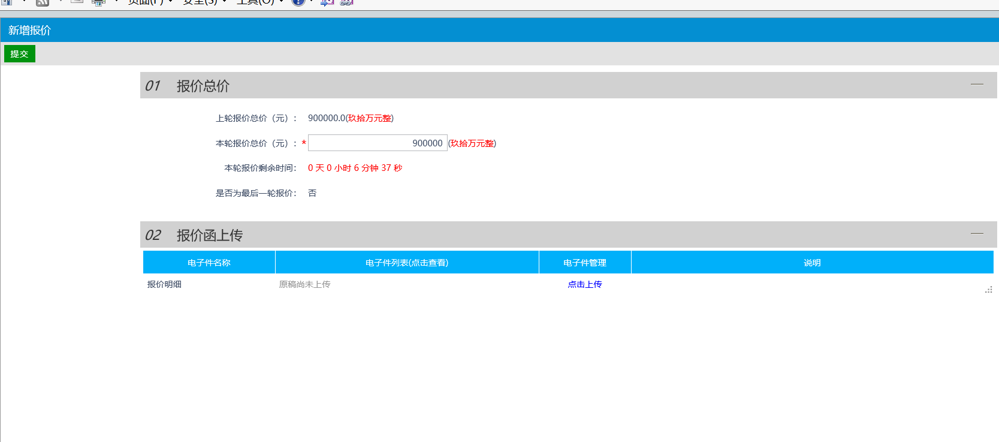 页面(P) 安全(S) 工具(O)
新增报价
提交
01 报价总价
上轮报价总价（元）： 900000.0(玖拾万元整)
本轮报价总价（元）：* 900000 (玖拾万元整)
本轮报价剩余时间： 0 天 0 小时 6 分钟 37 秒
是否为最后一轮报价： 否
02 报价函上传
电子件名称 电子件列表(点击查看) 电子件管理 说明
报价明细 原稿尚未上传 点击上传